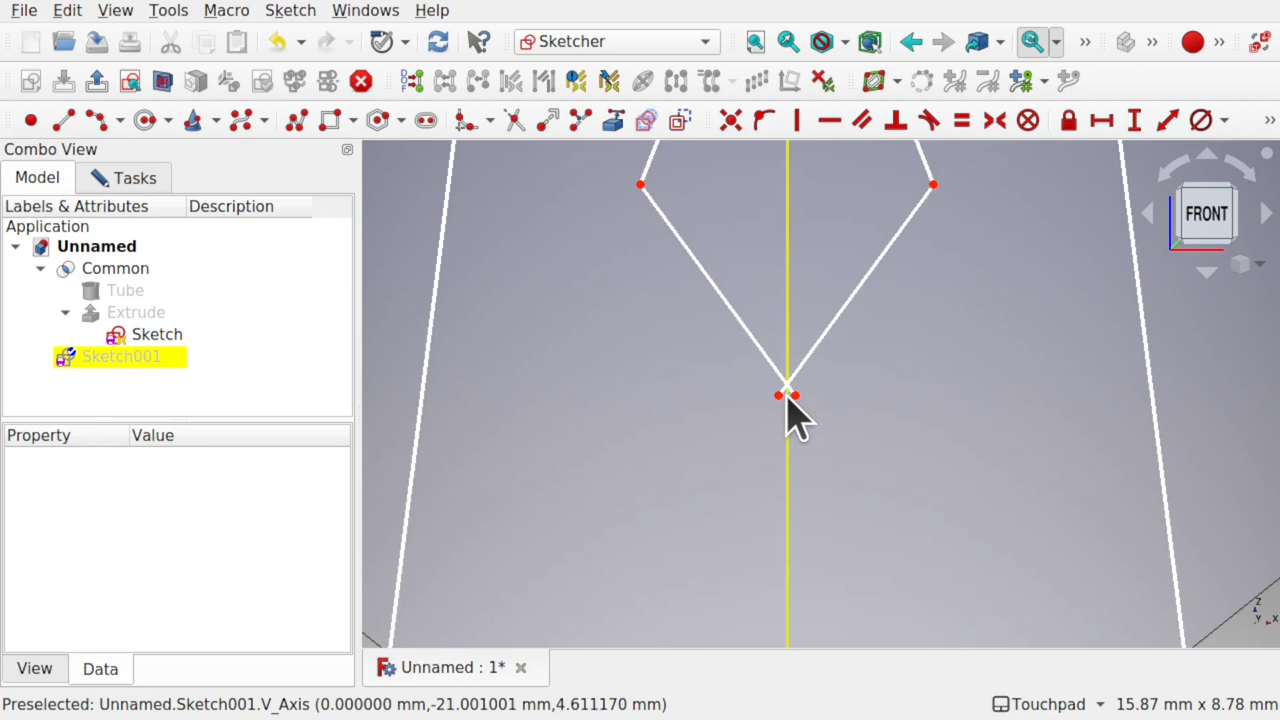 File Edit View Tools Macro Sketch Windows Help
Sketcher
Combo View
Model Tasks
Labels & Attributes Description
Application
Unnamed
Common
Tube
Extrude
Sketch
Sketch001
Property Value
View Data
FRONT
Z
Y X
Unnamed : 1*
Preselected: Unnamed.Sketch001.V_Axis (0.000000 mm,-21.001001 mm,4.611170 mm) Touchpad 15.87 mm x 8.78 mm